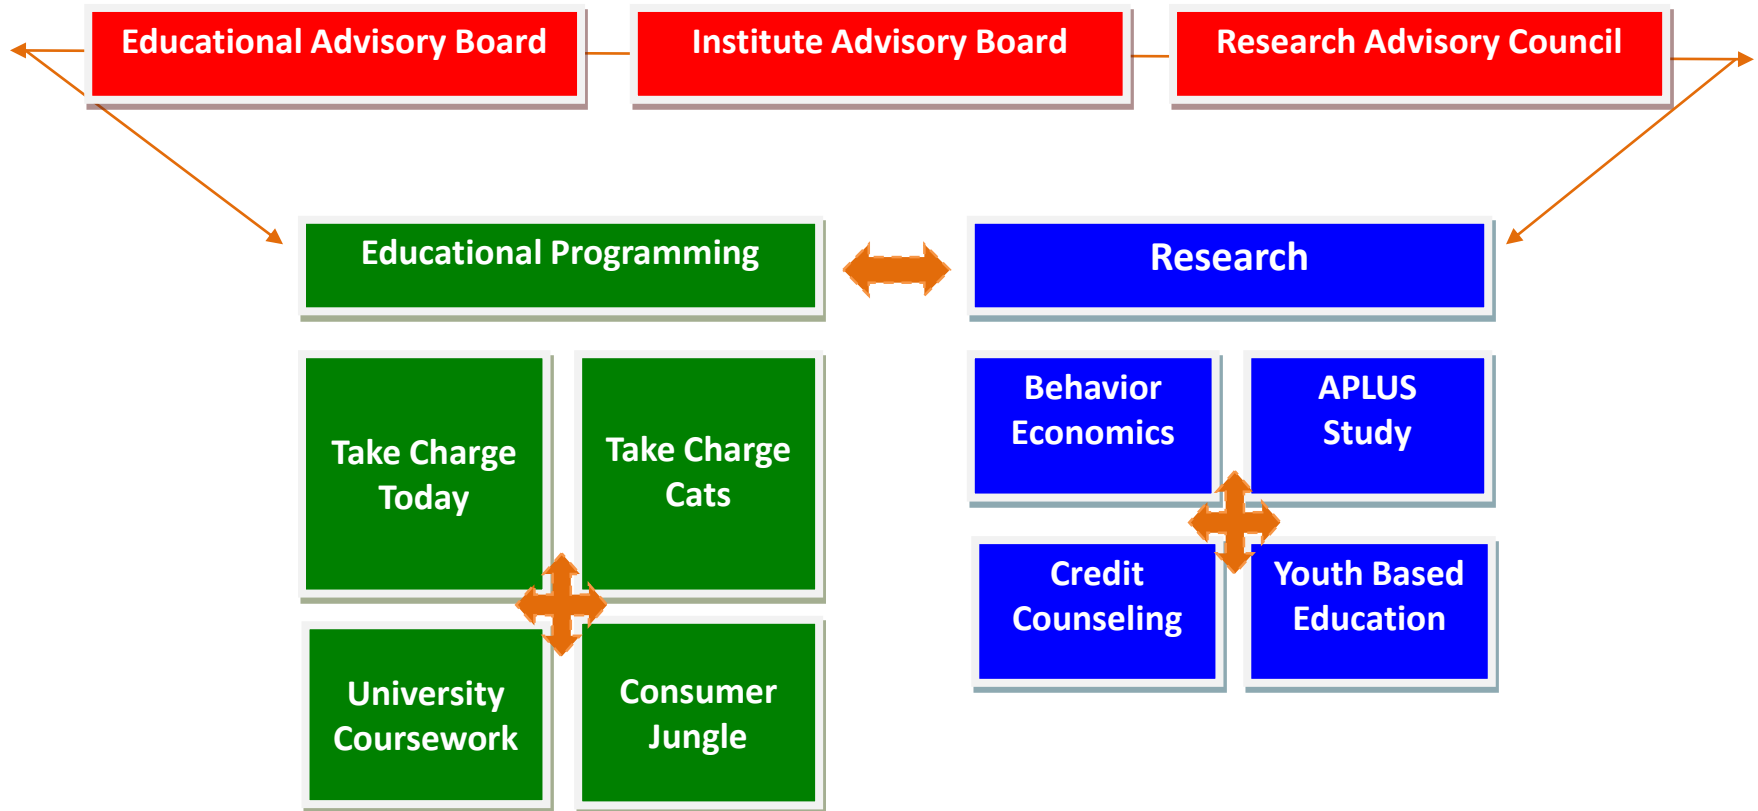 Educational Advisory Board
Institute Advisory Board
Research Advisory Council
Educational Programming
Research
Take Charge
Today
Take Charge
Cats
University
Coursework
Consumer
Jungle
Behavior
Economics
APLUS
Study
Credit
Counseling
Youth Based
Education